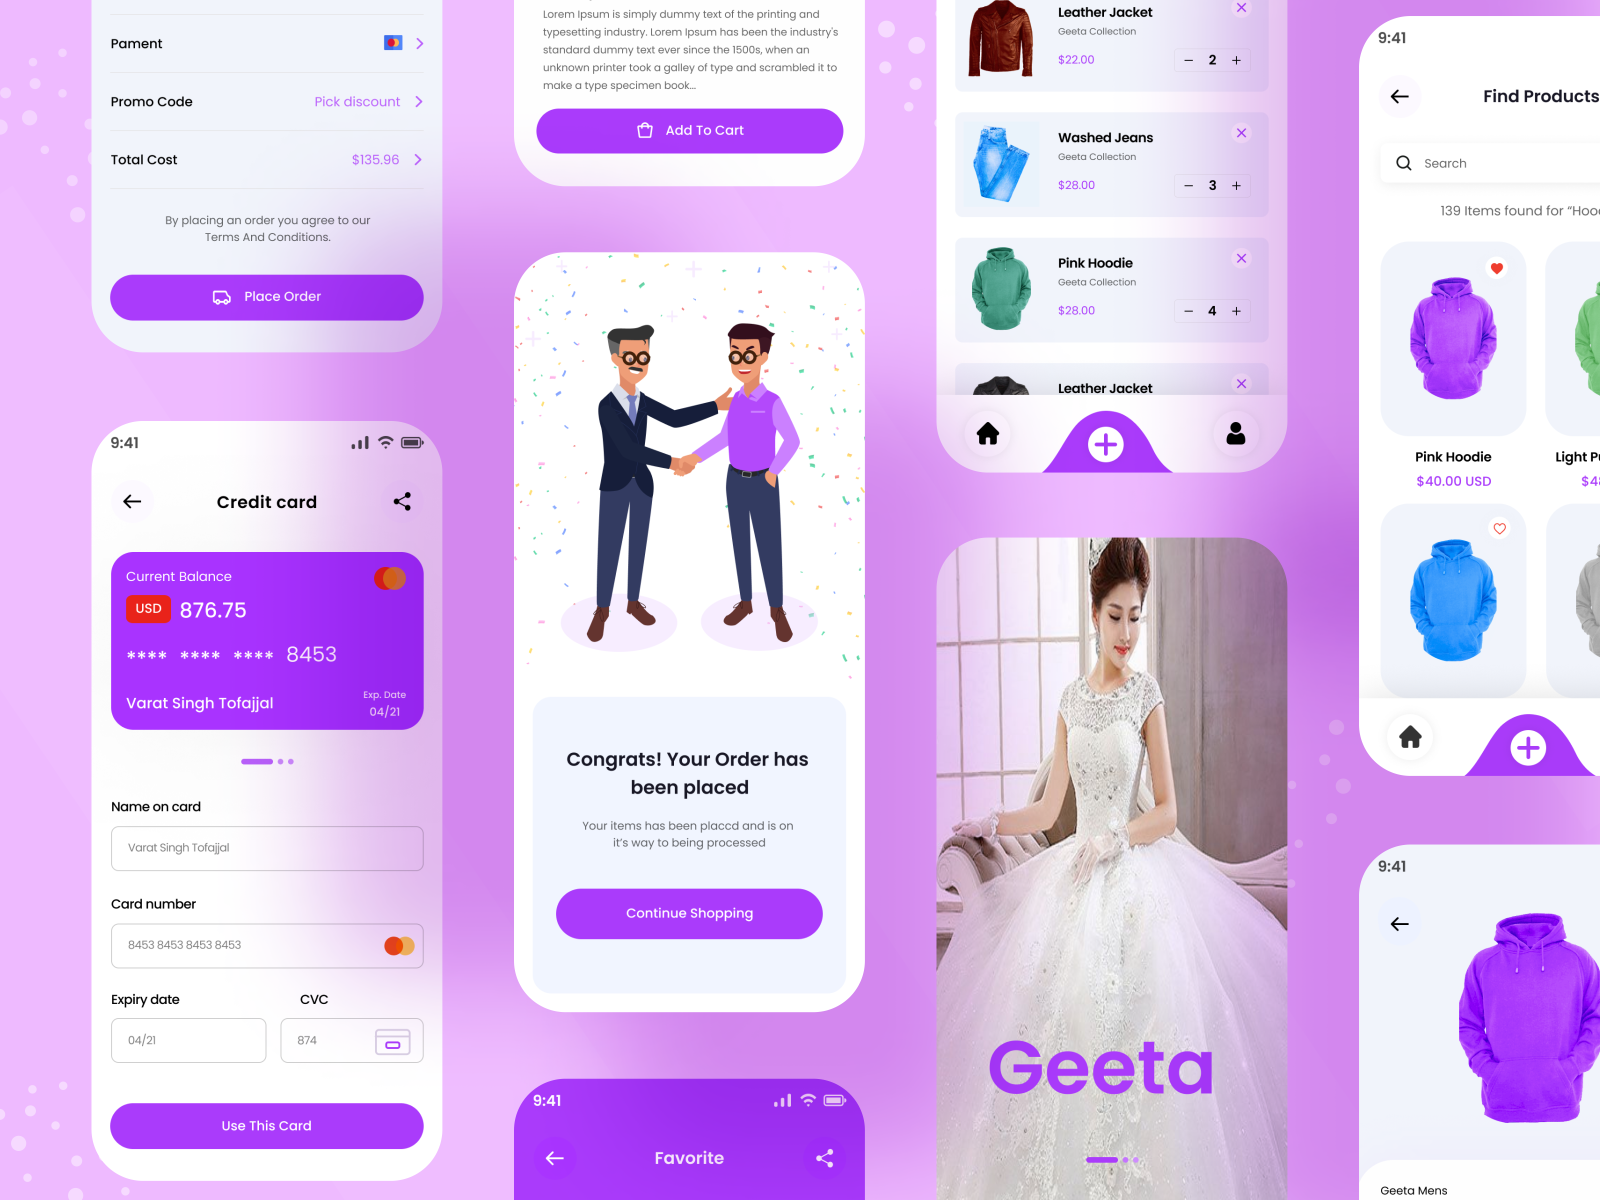 Pament
Promo Code
Pick discount
Total Cost
$135.96
By placing an order you agree to our
Terms And Conditions.
Place Order
9:41
Credit card
Current Balance
USD
876.75
**** **** **** 8453
Varat Singh Tofajjal
Exp. Date
04/21
Name on card
Varat Singh Tofajjal
Card number
8453 8453 8453 8453
Expiry date
CVC
04/21
874
Use This Card
Lorem Ipsum is simply dummy text of the printing and
typesetting industry. Lorem Ipsum has been the industry's
standard dummy text ever since the 1500s, when an
unknown printer took a galley of type and scrambled it to
make a type specimen book...
Add To Cart
Congrats! Your Order has
been placed
Your items has been placcd and is on
it's way to being processed
Continue Shopping
9:41
Favorite
Leather Jacket
Geeta Collection
$22.00
2
Washed Jeans
Geeta Collection
$28.00
3
Pink Hoodie
Geeta Collection
$28.00
4
Leather Jacket
Geeta
9:41
Find Products
Search
139 Items found for “Hoo
Pink Hoodie
$40.00 USD
Light Pu
$48
9:41
Geeta Mens